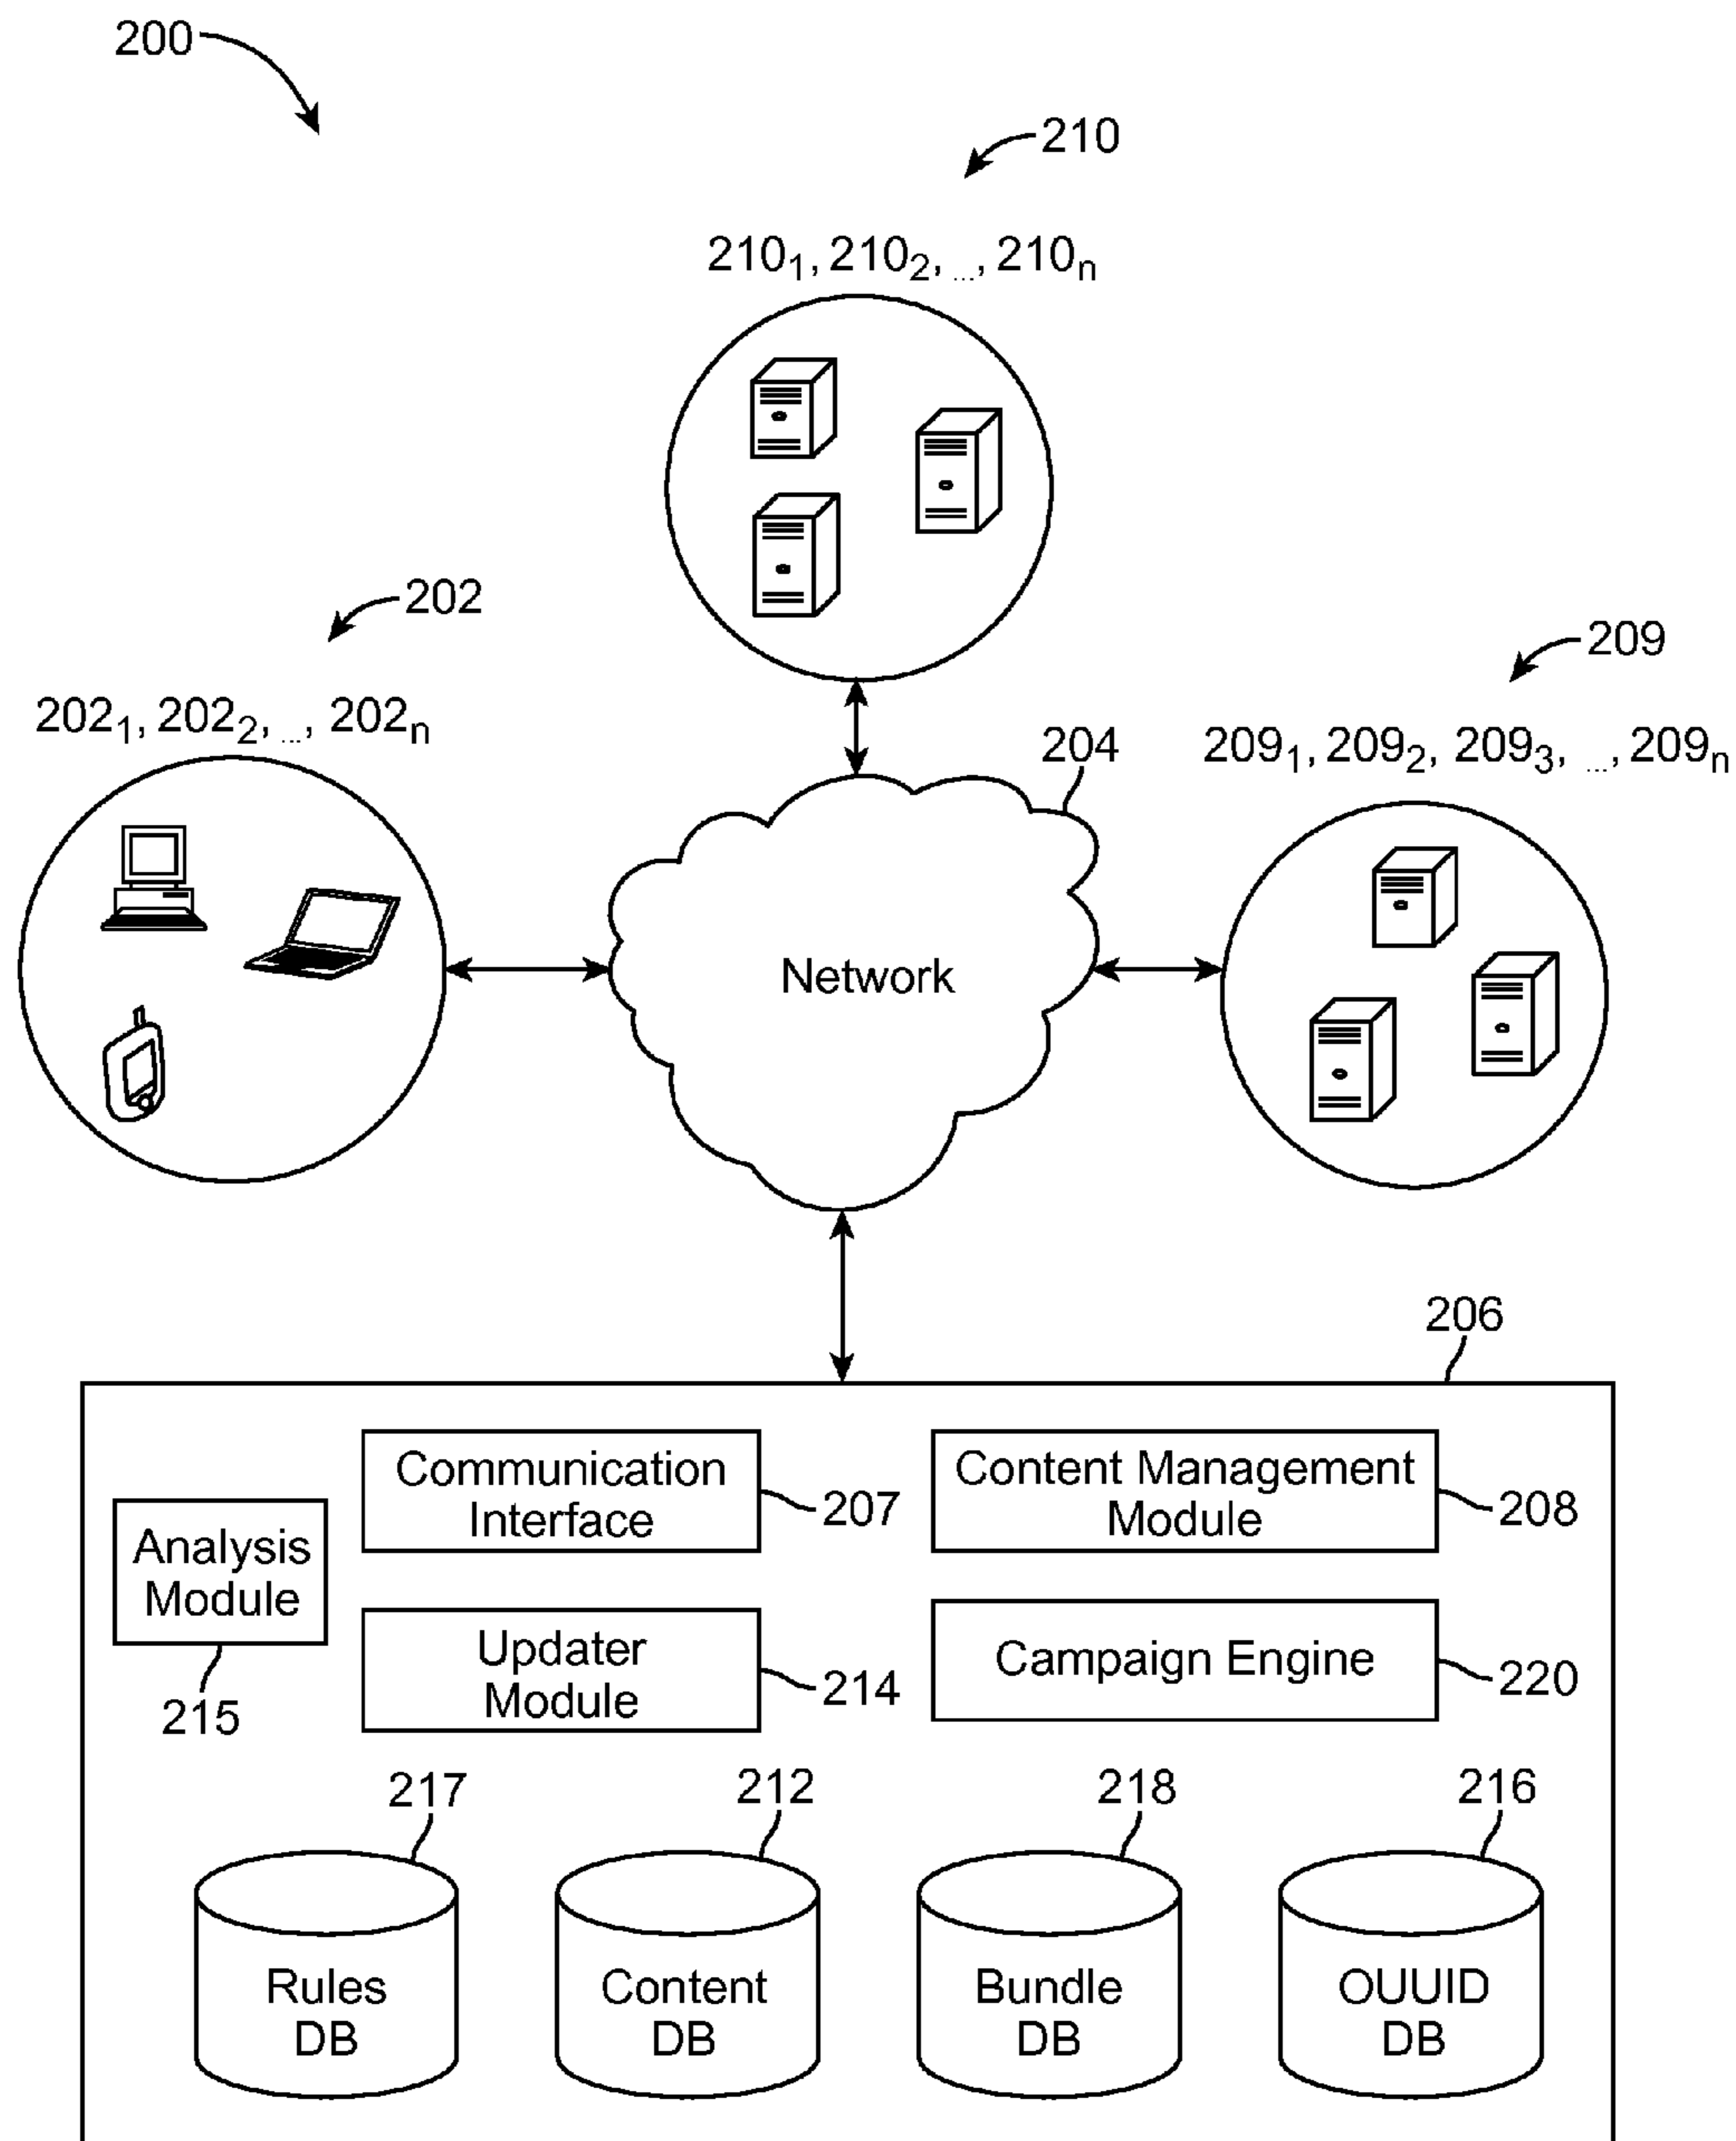 200
210
210₁, 210₂, ..., 210ₙ
202
209
202₁, 202₂, ..., 202ₙ
204
209₁, 209₂, 209₃, ..., 209ₙ
Network
206
Communication
Interface
207
Content Management
Module
208
Analysis
Module
215
Updater
Module
214
Campaign Engine
220
217
212
218
216
Rules
DB
Content
DB
Bundle
DB
OUUID
DB